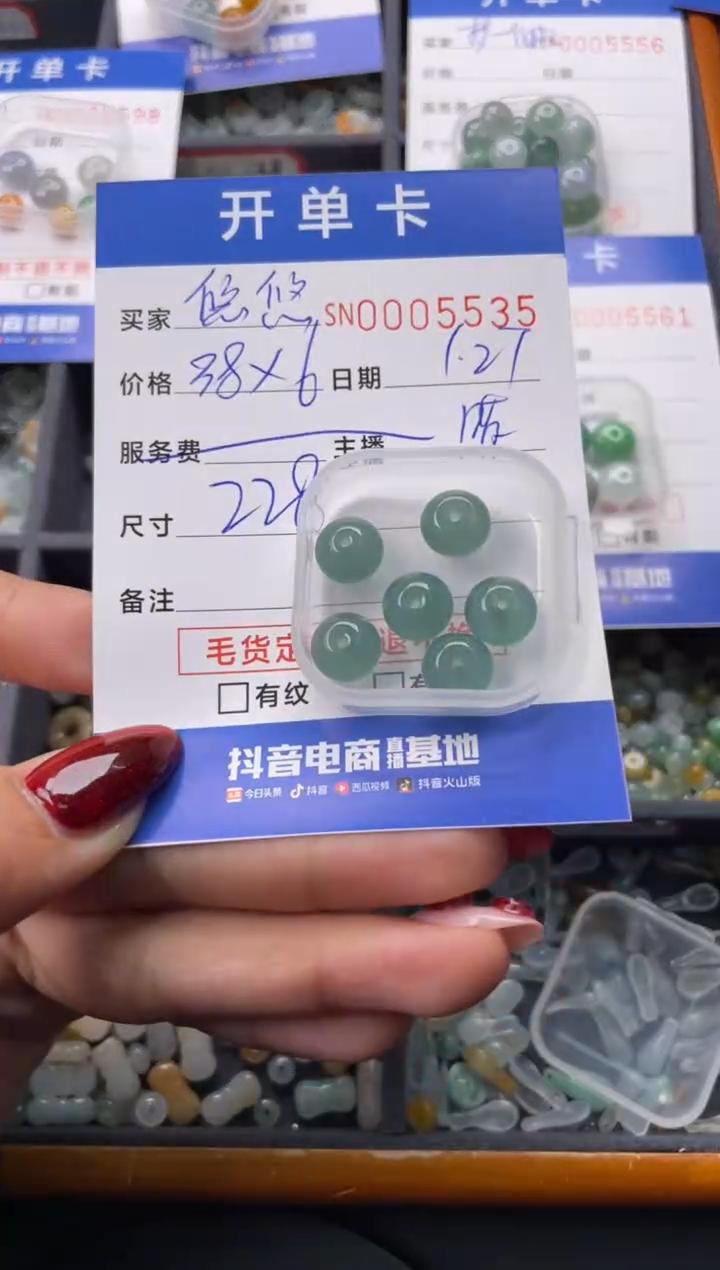 开单卡
0005556
开单卡
买家 悠悠 SN0005535
价格 38×6 日期 1.27
服务费 主播 陈
尺寸 228
备注
毛货定
有纹
抖音电商直播基地
今日头条 抖音 西瓜视频 抖音火山版
卡
0005561